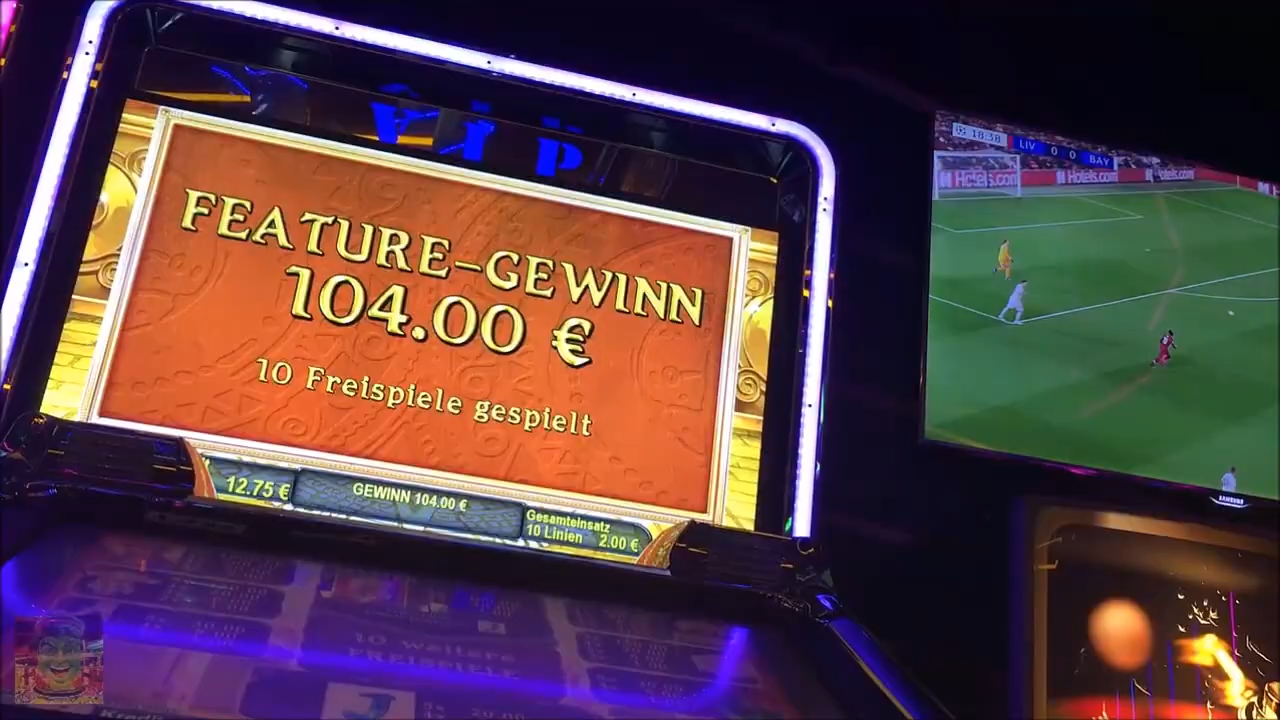 VIP
FEATURE-GEWINN
104.00 €
10 Freispiele gespielt
12.75 €
GEWINN 104.00 €
Gesamteinsatz
10 Linien 2.00 €
18:38
LIV 0 0 BAY
Hotels.com
Hotels.com
Hotels.com
SAMSUNG
10 weitere
FREISPIELE